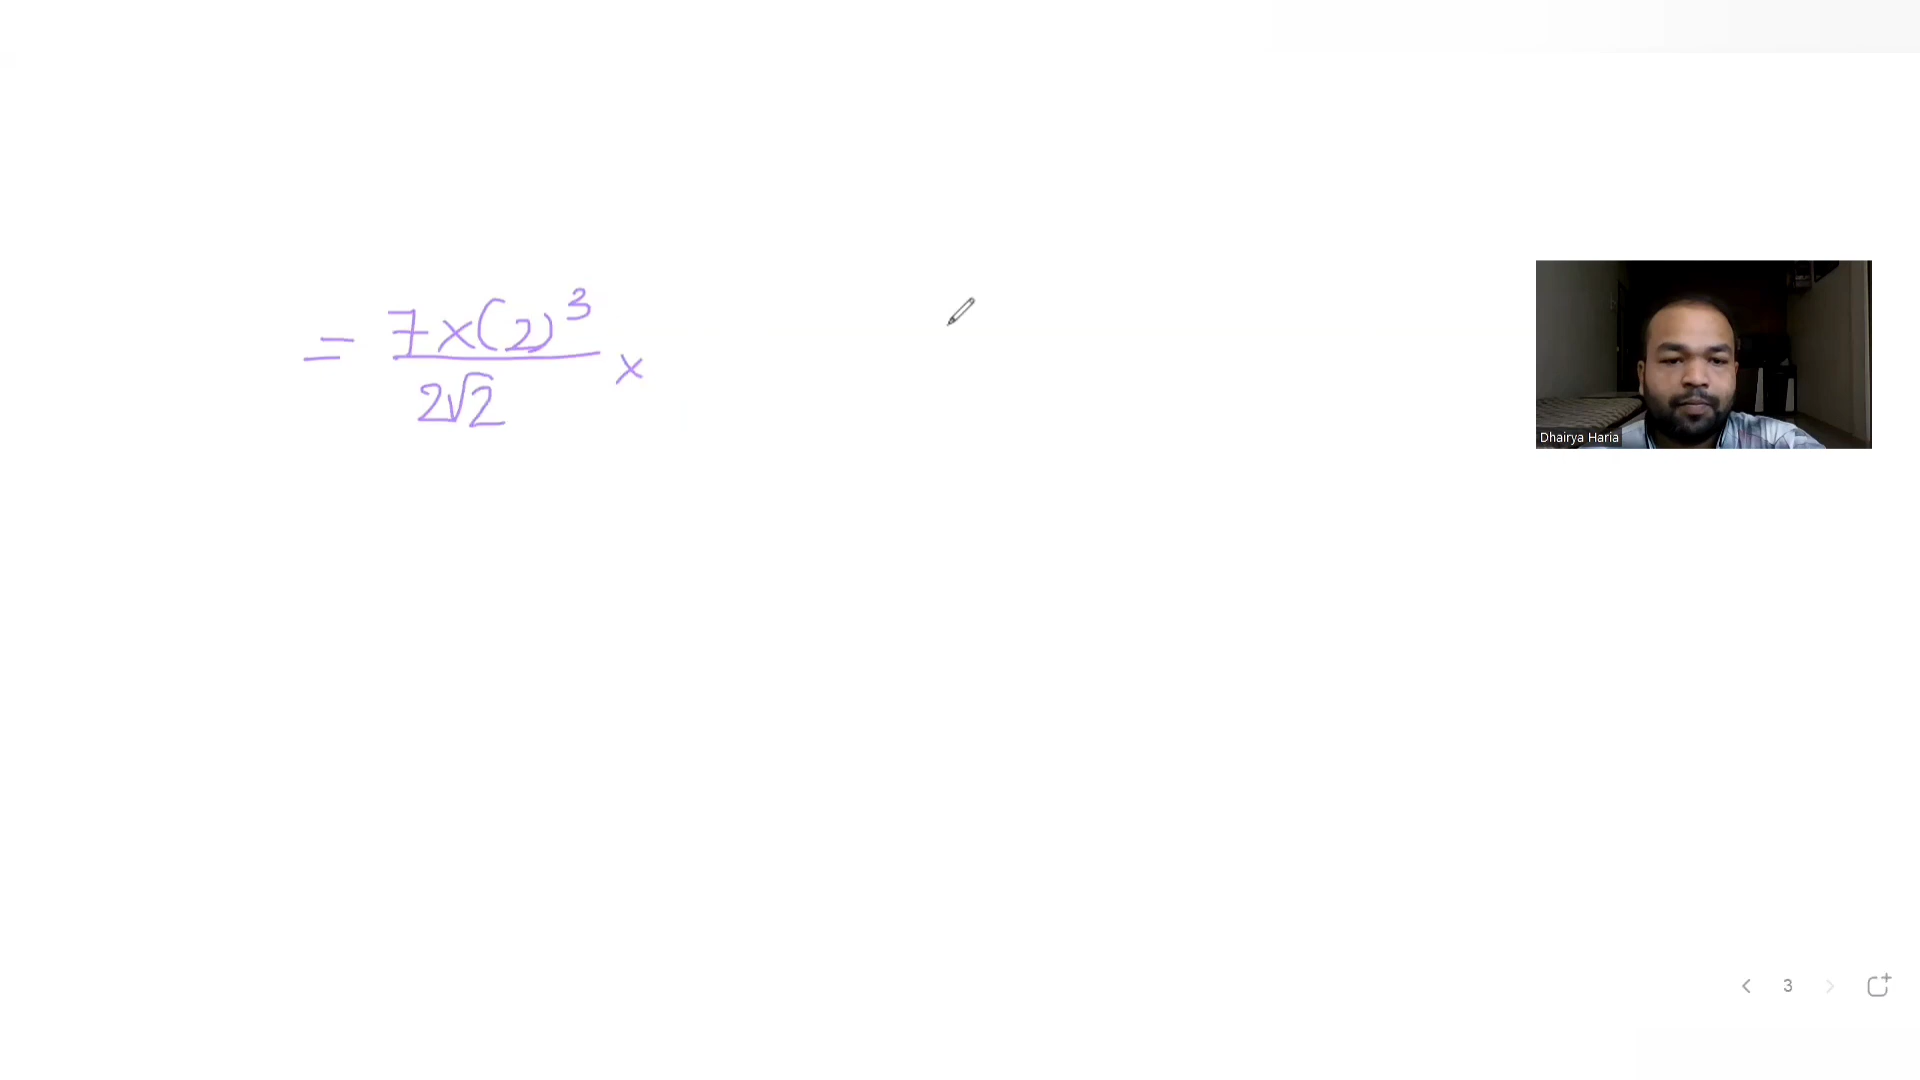 = 7×(2)³ / 2√2 ×
Dhairya Haria
3